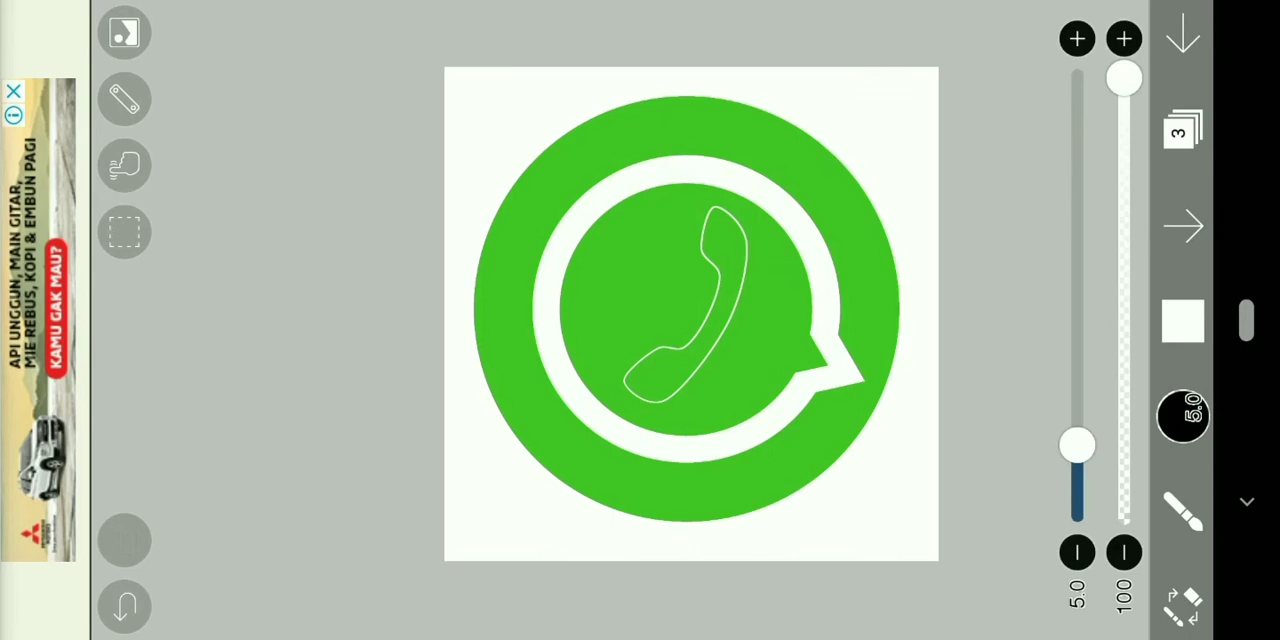 API UNGGUN, MAIN GITAR,
MIE REBUS, KOPI & EMBUN PAGI
KAMU GAK MAU?
3
5.0
5.0
100